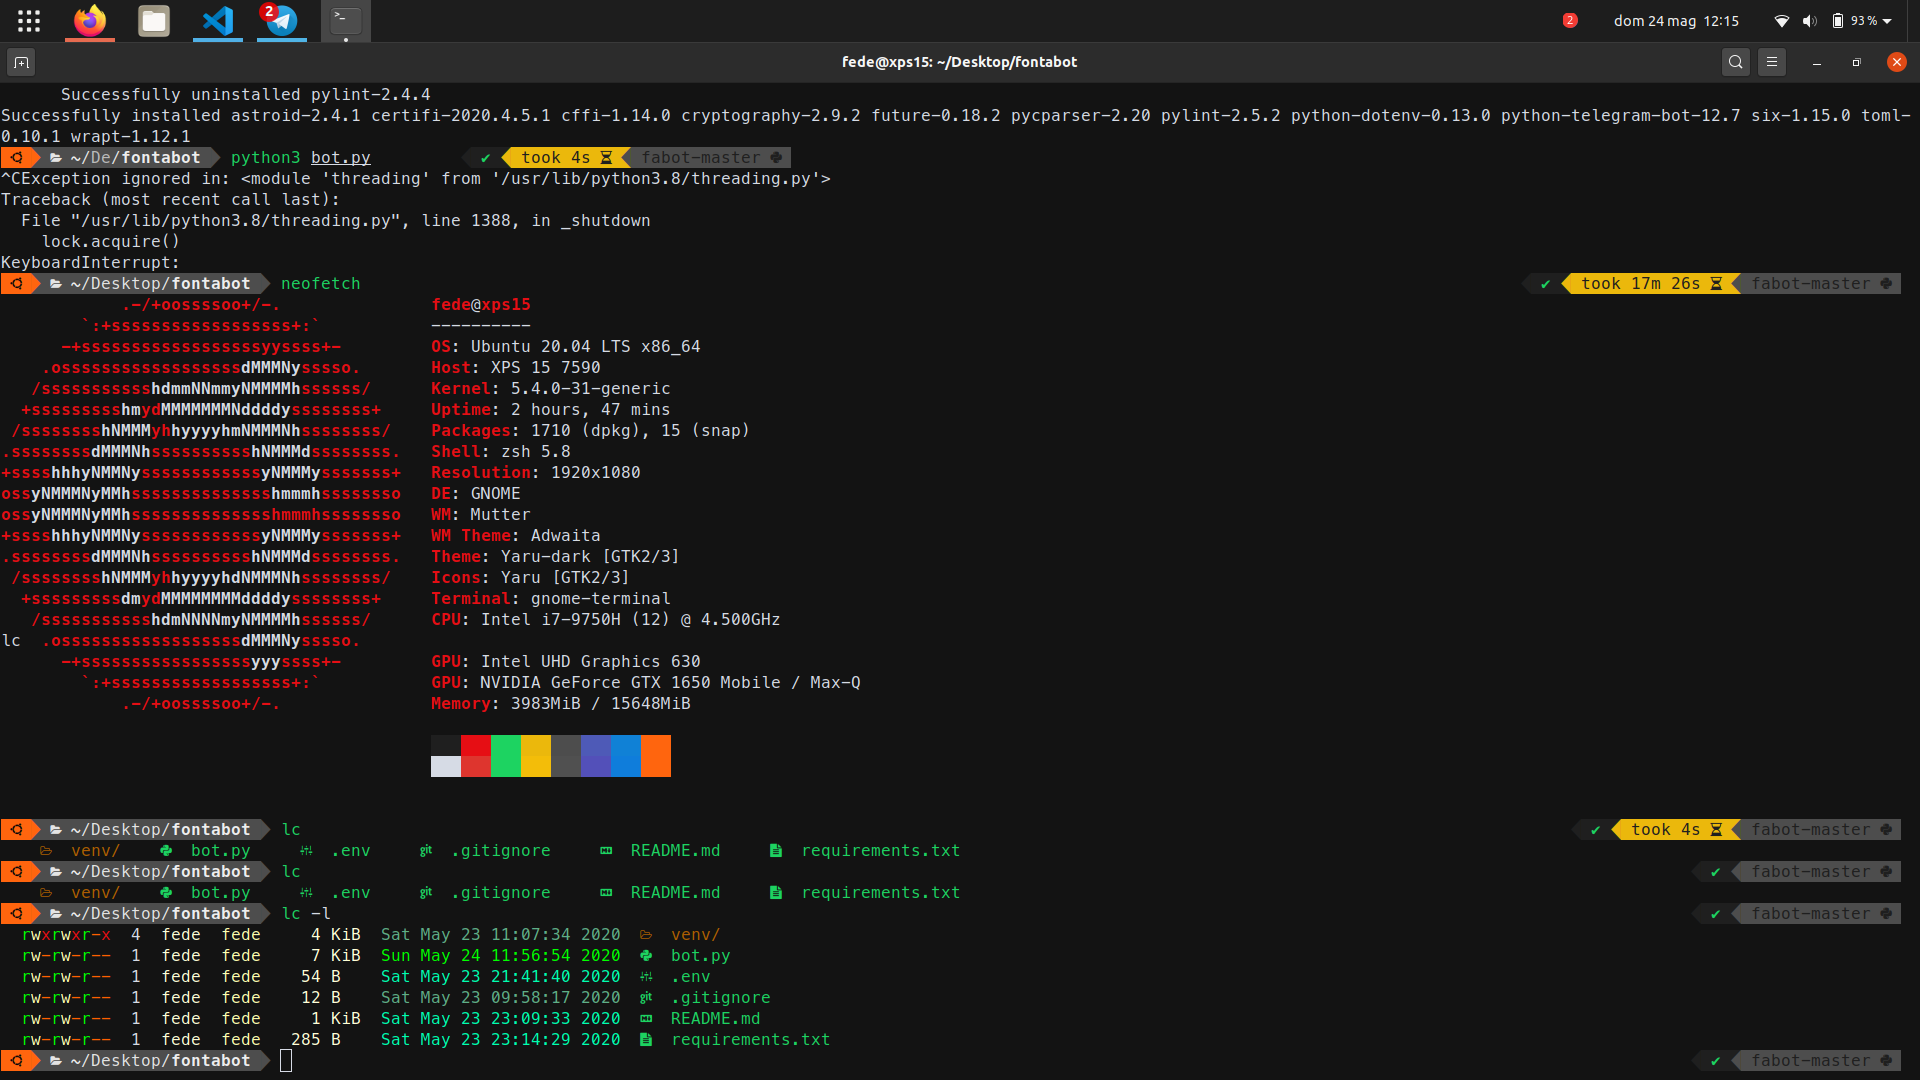 2
2
dom 24 mag 12:15
93 %
fede@xps15: ~/Desktop/fontabot
Successfully uninstalled pylint-2.4.4
Successfully installed astroid-2.4.1 certifi-2020.4.5.1 cffi-1.14.0 cryptography-2.9.2 future-0.18.2 pycparser-2.20 pylint-2.5.2 python-dotenv-0.13.0 python-telegram-bot-12.7 six-1.15.0 toml-
0.10.1 wrapt-1.12.1
~/De/fontabot python3 bot.py ✔ took 4s fabot-master
^CException ignored in: <module 'threading' from '/usr/lib/python3.8/threading.py'>
Traceback (most recent call last):
  File "/usr/lib/python3.8/threading.py", line 1388, in _shutdown
    lock.acquire()
KeyboardInterrupt:
~/Desktop/fontabot neofetch ✔ took 17m 26s fabot-master
.-/+oossssoo+/-. fede@xps15
`:+ssssssssssssssssss+:` ----------
-+ssssssssssssssssssyyssss+- OS: Ubuntu 20.04 LTS x86_64
.ossssssssssssssssssdMMMNysssso. Host: XPS 15 7590
/ssssssssssshdmmNNmmyNMMMMhssssss/ Kernel: 5.4.0-31-generic
+ssssssssshmydMMMMMMMNddddyssssssss+ Uptime: 2 hours, 47 mins
/sssssssshNMMMyhhyyyyhmNMMMNhssssssss/ Packages: 1710 (dpkg), 15 (snap)
.ssssssssdMMMNhsssssssssshNMMMdssssssss. Shell: zsh 5.8
+sssshhhyNMMNyssssssssssssyNMMMysssssss+ Resolution: 1920x1080
ossyNMMMNyMMhsssssssssssssshmmmhssssssso DE: GNOME
ossyNMMMNyMMhsssssssssssssshmmmhssssssso WM: Mutter
+sssshhhyNMMNyssssssssssssyNMMMysssssss+ WM Theme: Adwaita
.ssssssssdMMMNhsssssssssshNMMMdssssssss. Theme: Yaru-dark [GTK2/3]
/sssssssshNMMMyhhyyyyhdNMMMNhssssssss/ Icons: Yaru [GTK2/3]
+sssssssssdmydMMMMMMMMddddyssssssss+ Terminal: gnome-terminal
/ssssssssssshdmNNNNmyNMMMMhssssss/ CPU: Intel i7-9750H (12) @ 4.500GHz
lc .ossssssssssssssssssdMMMNysssso.
-+sssssssssssssssssyyyssss+- GPU: Intel UHD Graphics 630
`:+ssssssssssssssssss+:` GPU: NVIDIA GeForce GTX 1650 Mobile / Max-Q
.-/+oossssoo+/-. Memory: 3983MiB / 15648MiB
~/Desktop/fontabot lc ✔ took 4s fabot-master
venv/ bot.py .env git .gitignore README.md requirements.txt
~/Desktop/fontabot lc ✔ fabot-master
venv/ bot.py .env git .gitignore README.md requirements.txt
~/Desktop/fontabot lc -l ✔ fabot-master
rwxrwxr-x 4 fede fede 4 KiB Sat May 23 11:07:34 2020 venv/
rw-rw-r-- 1 fede fede 7 KiB Sun May 24 11:56:54 2020 bot.py
rw-rw-r-- 1 fede fede 54 B Sat May 23 21:41:40 2020 .env
rw-rw-r-- 1 fede fede 12 B Sat May 23 09:58:17 2020 git .gitignore
rw-rw-r-- 1 fede fede 1 KiB Sat May 23 23:09:33 2020 README.md
rw-rw-r-- 1 fede fede 285 B Sat May 23 23:14:29 2020 requirements.txt
~/Desktop/fontabot ✔ fabot-master